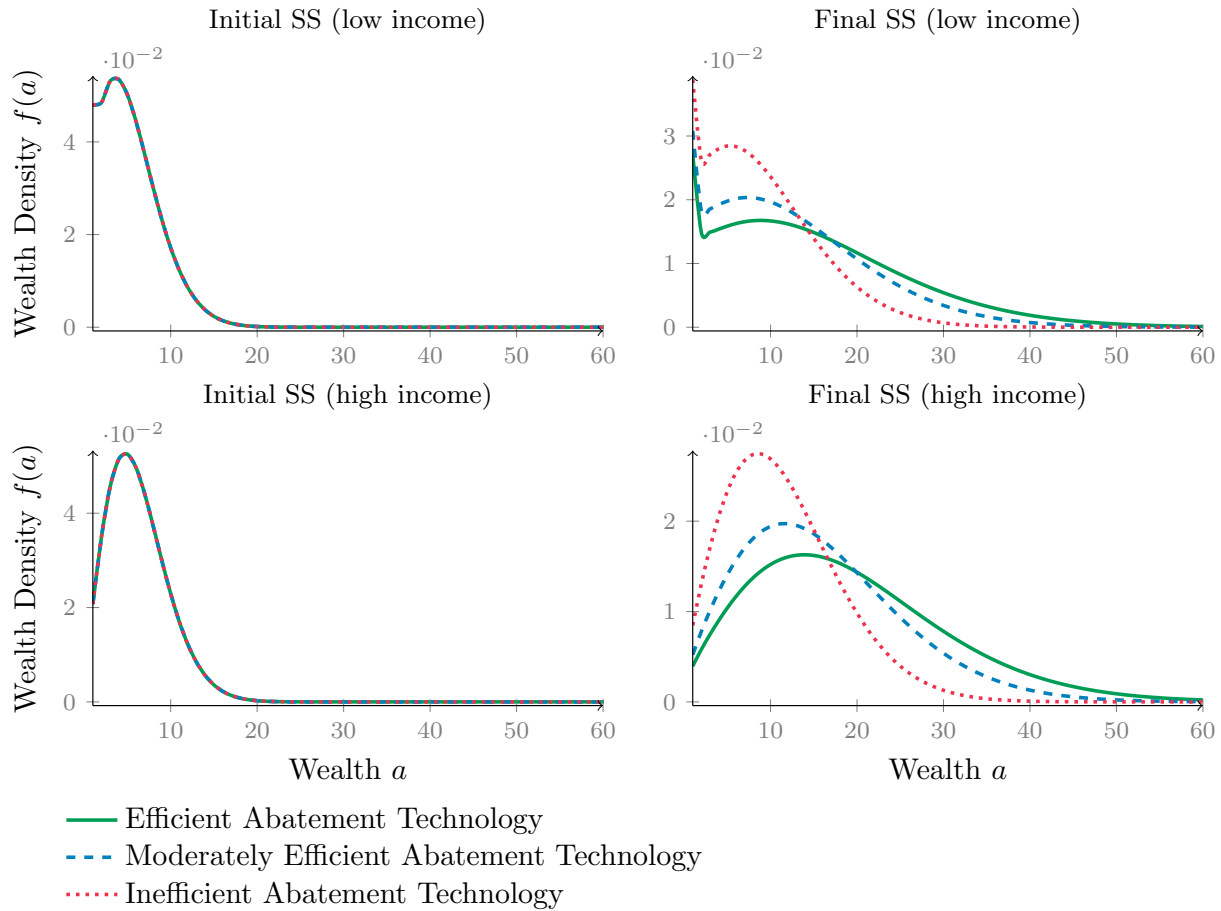 Initial SS (low income)
Final SS (low income)
·10⁻²
Wealth Density f(a)
4
2
0
10 20 30 40 50 60
·10⁻²
3
2
1
0
10 20 30 40 50 60
Initial SS (high income)
Final SS (high income)
·10⁻²
Wealth Density f(a)
4
2
0
10 20 30 40 50 60
Wealth a
·10⁻²
2
1
0
10 20 30 40 50 60
Wealth a
Efficient Abatement Technology
Moderately Efficient Abatement Technology
Inefficient Abatement Technology